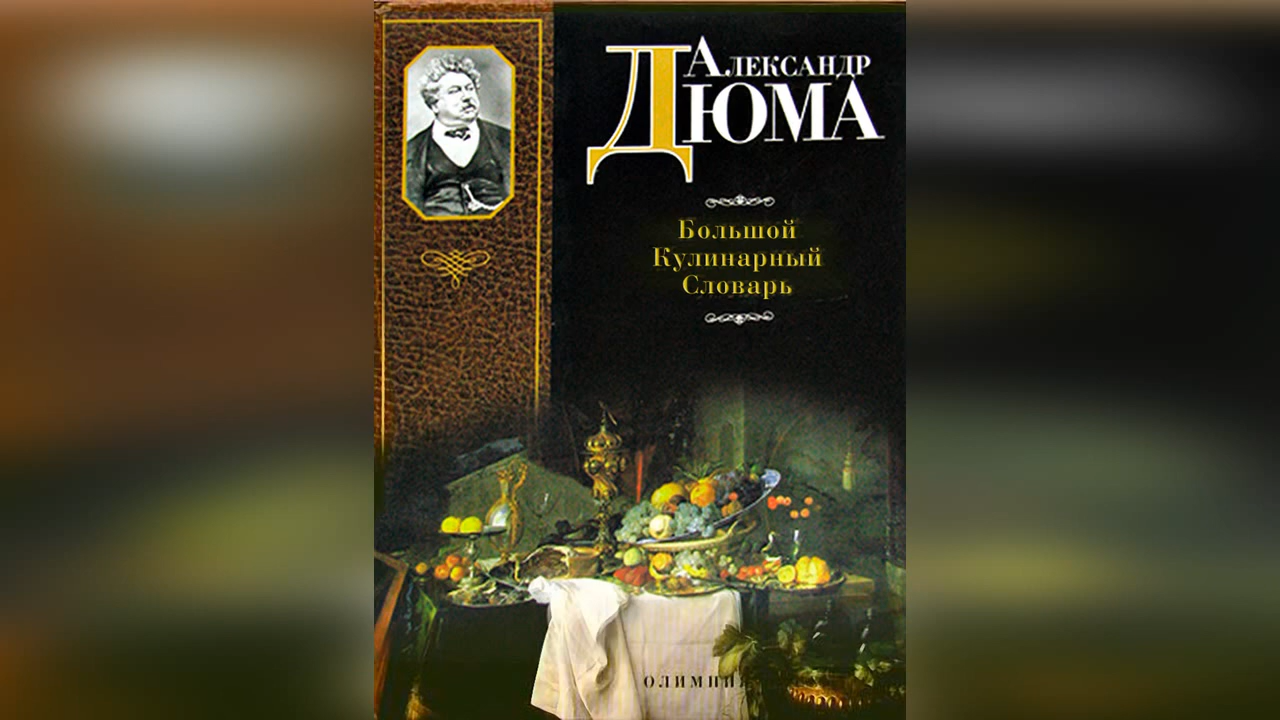 Александр
Дюма
Большой
Кулинарный
Словарь